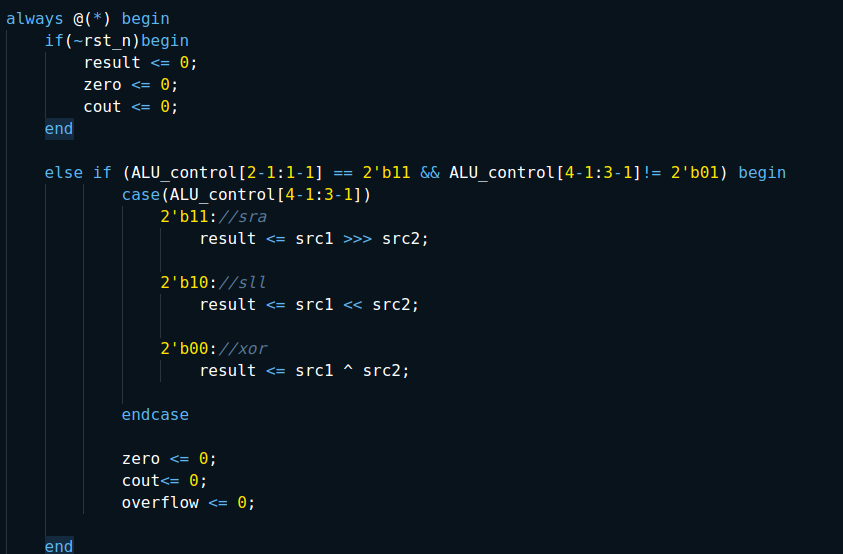 always @(*) begin
if(~rst_n)begin
result <= 0;
zero <= 0;
cout <= 0;
end
else if (ALU_control[2-1:1-1] == 2'b11 && ALU_control[4-1:3-1]!= 2'b01) begin
case(ALU_control[4-1:3-1])
2'b11://sra
result <= src1 >>> src2;
2'b10://sll
result <= src1 << src2;
2'b00://xor
result <= src1 ^ src2;
endcase
zero <= 0;
cout<= 0;
overflow <= 0;
end